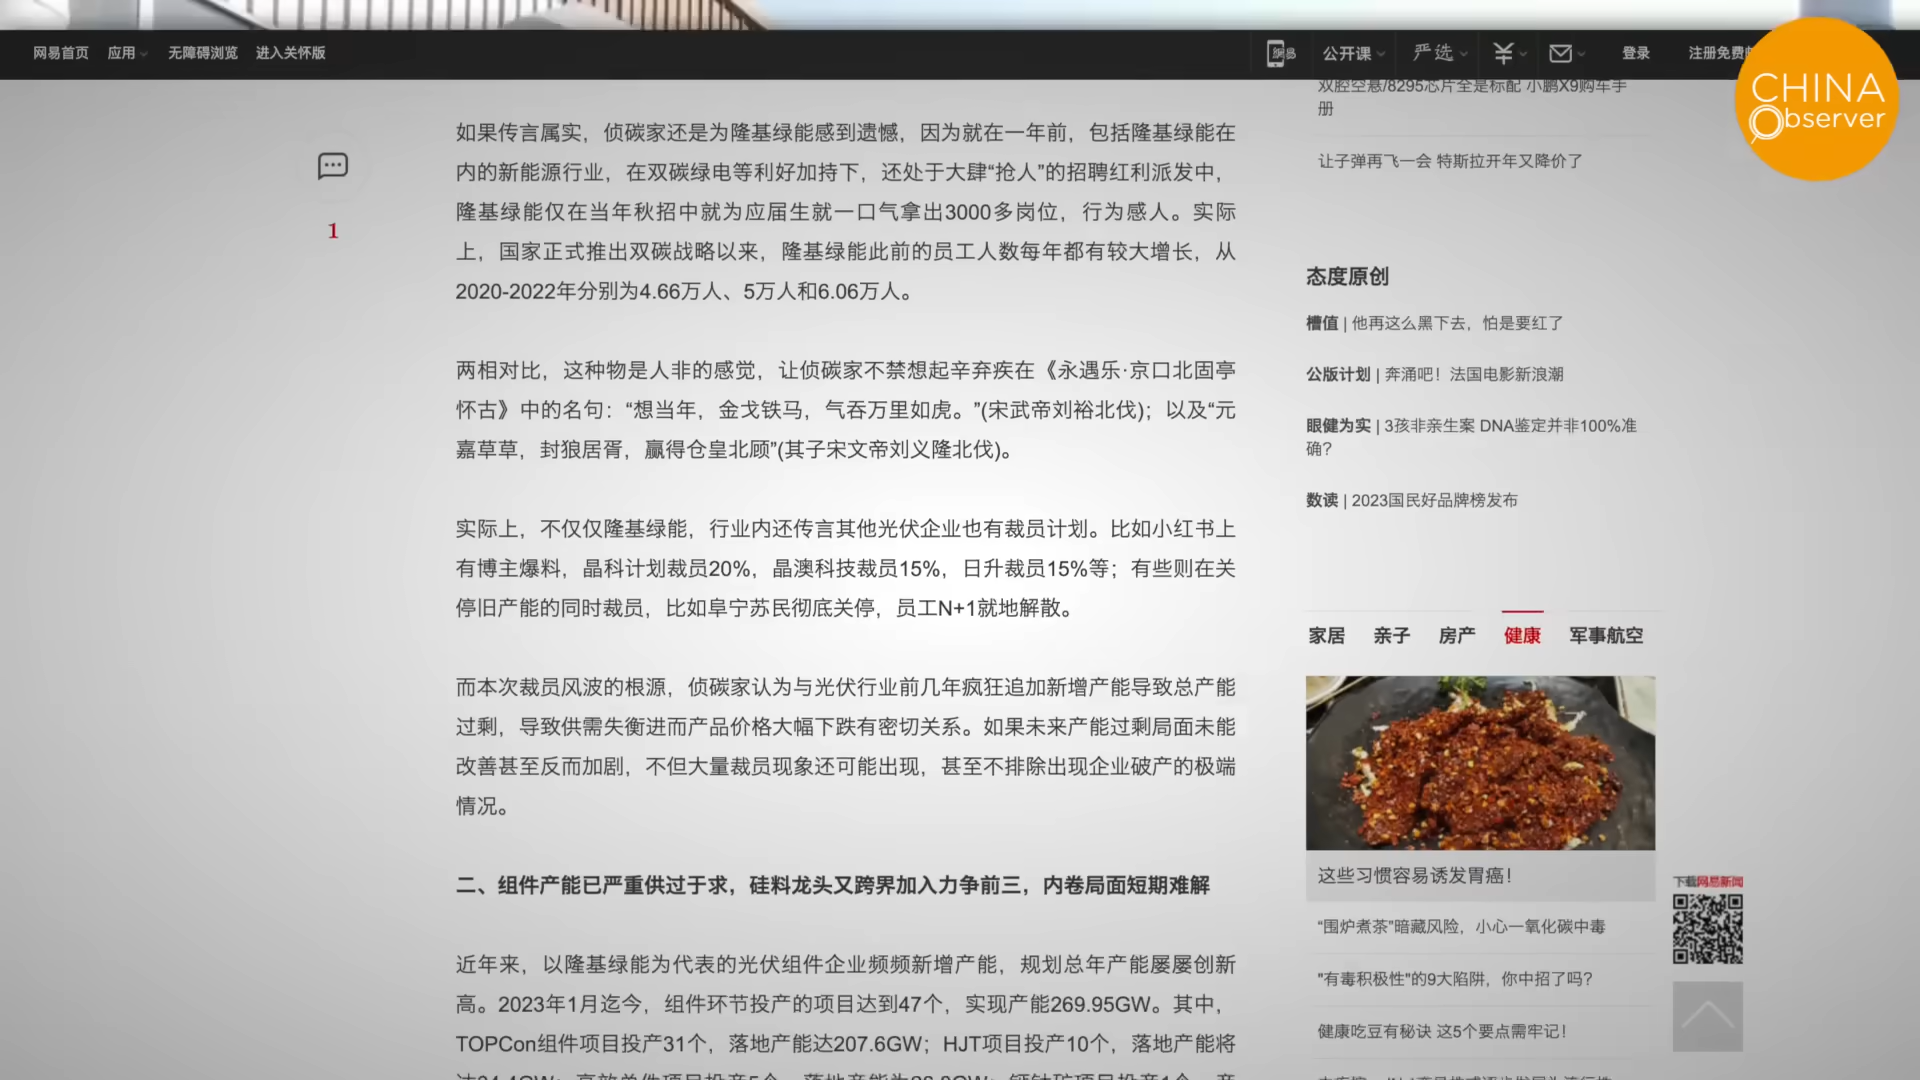 网易首页 应用 无障碍浏览 进入关怀版
公开课 严选 登录 注册免费
CHINA
Observer
双腔空悬/8295芯片全是标配 小鹏X9购车手
册
让子弹再飞一会 特斯拉开年又降价了
1
如果传言属实，侦碳家还是为隆基绿能感到遗憾，因为就在一年前，包括隆基绿能在
内的新能源行业，在双碳绿电等利好加持下，还处于大肆“抢人”的招聘红利派发中，
隆基绿能仅在当年秋招中就为应届生就一口气拿出3000多岗位，行为感人。实际
上，国家正式推出双碳战略以来，隆基绿能此前的员工人数每年都有较大增长，从
2020-2022年分别为4.66万人、5万人和6.06万人。
两相对比，这种物是人非的感觉，让侦碳家不禁想起辛弃疾在《永遇乐·京口北固亭
怀古》中的名句：“想当年，金戈铁马，气吞万里如虎。”(宋武帝刘裕北伐)；以及“元
嘉草草，封狼居胥，赢得仓皇北顾”(其子宋文帝刘义隆北伐)。
实际上，不仅仅隆基绿能，行业内还传言其他光伏企业也有裁员计划。比如小红书上
有博主爆料，晶科计划裁员20%，晶澳科技裁员15%，日升裁员15%等；有些则在关
停旧产能的同时裁员，比如阜宁苏民彻底关停，员工N+1就地解散。
而本次裁员风波的根源，侦碳家认为与光伏行业前几年疯狂追加新增产能导致总产能
过剩，导致供需失衡进而产品价格大幅下跌有密切关系。如果未来产能过剩局面未能
改善甚至反而加剧，不但大量裁员现象还可能出现，甚至不排除出现企业破产的极端
情况。
二、组件产能已严重供过于求，硅料龙头又跨界加入力争前三，内卷局面短期难解
近年来，以隆基绿能为代表的光伏组件企业频频新增产能，规划总年产能屡屡创新
高。2023年1月迄今，组件环节投产的项目达到47个，实现产能269.95GW。其中，
TOPCon组件项目投产31个，落地产能达207.6GW；HJT项目投产10个，落地产能将
态度原创
槽值 | 他再这么黑下去，怕是要红了
公版计划 | 奔涌吧！法国电影新浪潮
眼健为实 | 3孩非亲生案 DNA鉴定并非100%准
确？
数读 | 2023国民好品牌榜发布
家居 亲子 房产 健康 军事航空
这些习惯容易诱发胃癌！
“围炉煮茶”暗藏风险，小心一氧化碳中毒
"有毒积极性"的9大陷阱，你中招了吗？
健康吃豆有秘诀 这5个要点需牢记！
下载网易新闻